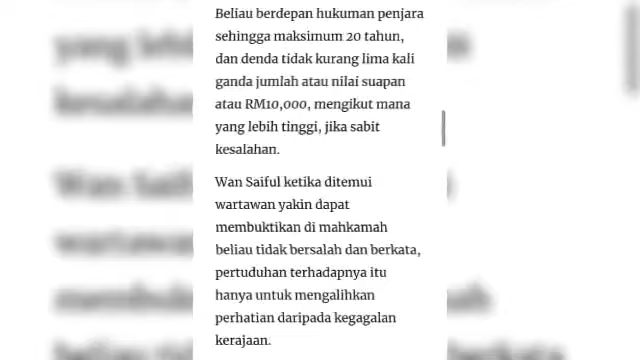 Beliau berdepan hukuman penjara
sehingga maksimum 20 tahun,
dan denda tidak kurang lima kali
ganda jumlah atau nilai suapan
atau RM10,000, mengikut mana
yang lebih tinggi, jika sabit
kesalahan.
Wan Saiful ketika ditemui
wartawan yakin dapat
membuktikan di mahkamah
beliau tidak bersalah dan berkata,
pertuduhan terhadapnya itu
hanya untuk mengalihkan
perhatian daripada kegagalan
kerajaan.